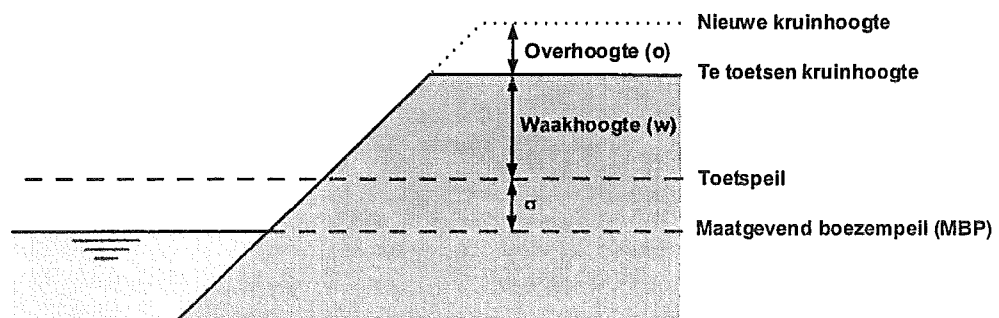 Nieuwe kruinhoogte
Overhoogte (o)
Te toetsen kruinhoogte
Waakhoogte (w)
Toetspeil
σ
Maatgevend boezempeil (MBP)